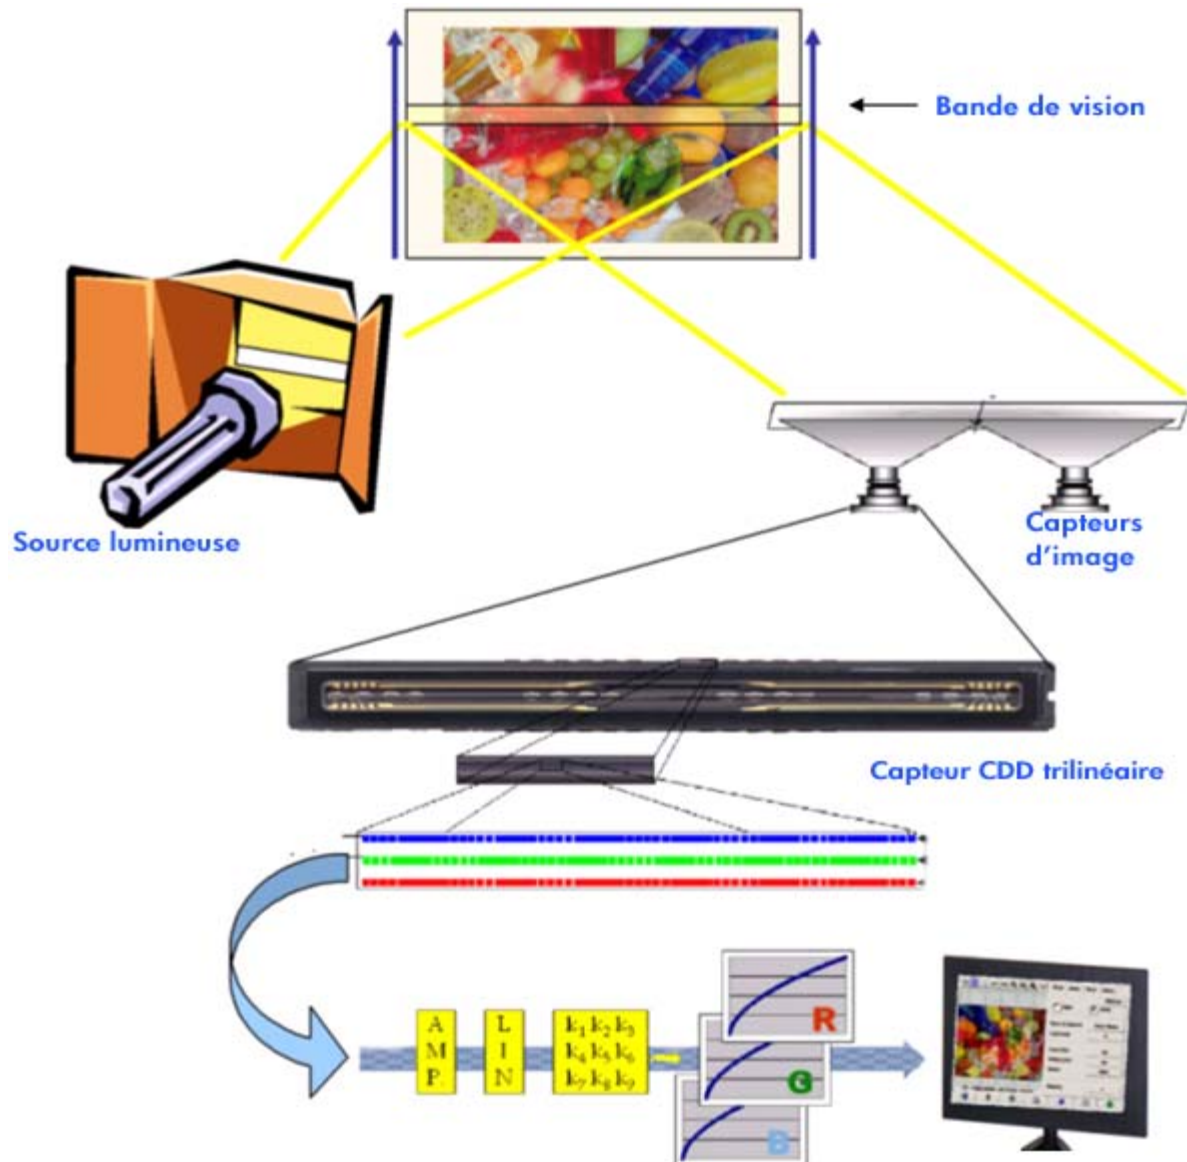 Bande de vision
Source lumineuse
Capteurs
d'image
Capteur CDD trilinéaire
A
M
P.
L
I
N
k₁ k₂ k₃
k₄ k₅ k₆
k₇ k₈ k₉
R
G
B